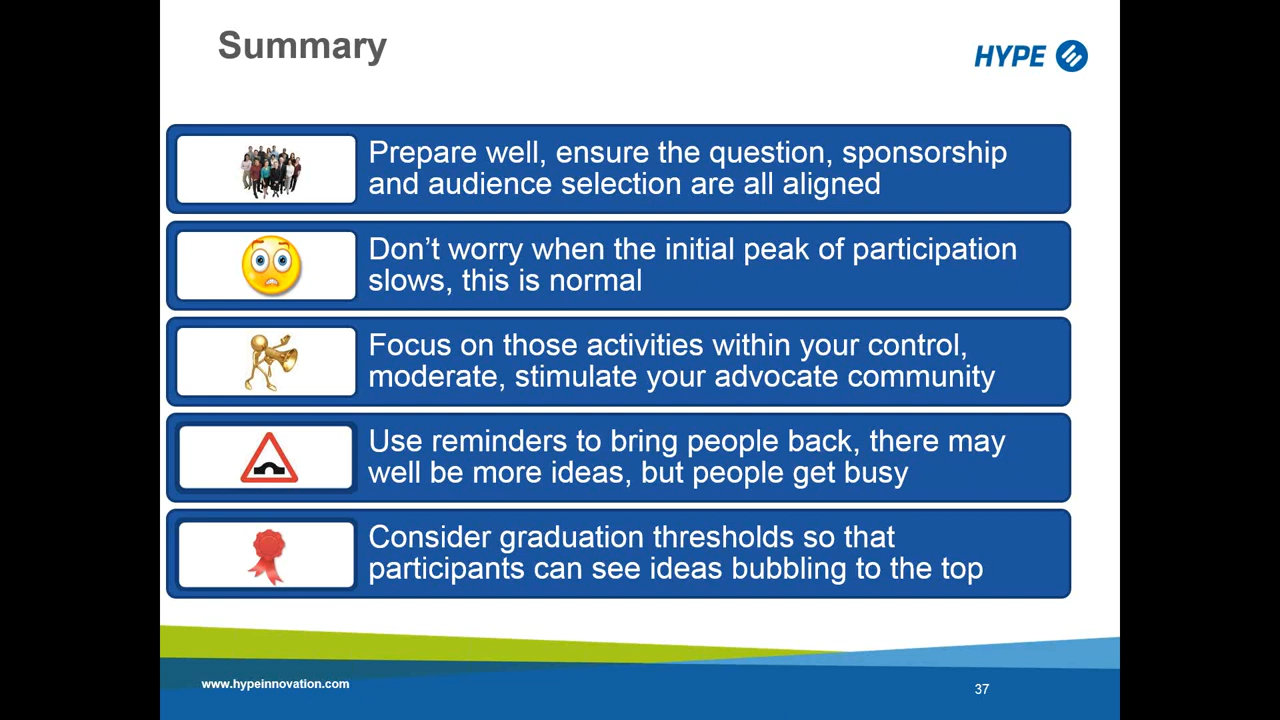 Summary
HYPE
Prepare well, ensure the question, sponsorship
and audience selection are all aligned
Don’t worry when the initial peak of participation
slows, this is normal
Focus on those activities within your control,
moderate, stimulate your advocate community
Use reminders to bring people back, there may
well be more ideas, but people get busy
Consider graduation thresholds so that
participants can see ideas bubbling to the top
www.hypeinnovation.com
37